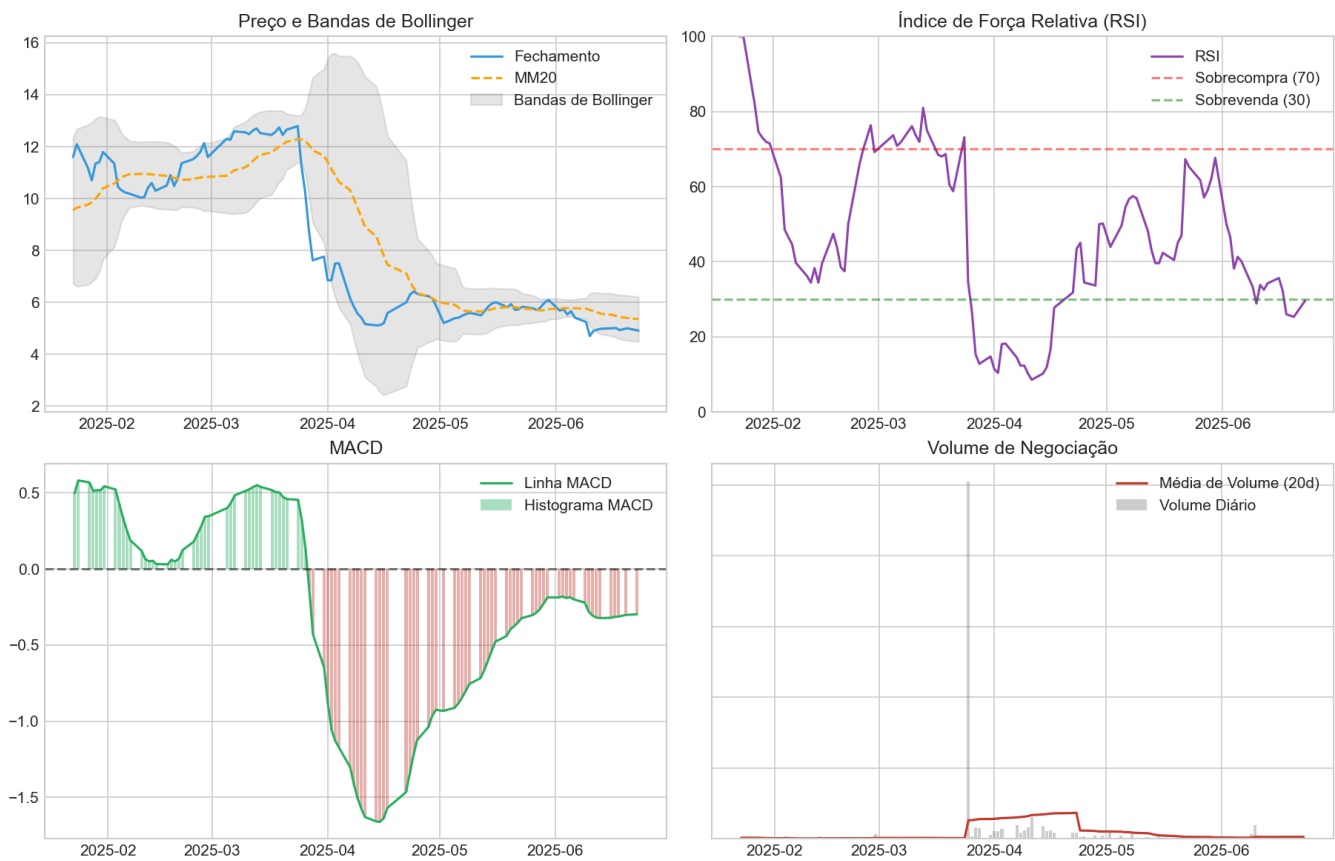 Preço e Bandas de Bollinger
16
14
12
10
8
6
4
2
2025-02 2025-03 2025-04 2025-05 2025-06
Fechamento
MM20
Bandas de Bollinger
Índice de Força Relativa (RSI)
100
80
60
40
20
0
2025-02 2025-03 2025-04 2025-05 2025-06
RSI
Sobrecompra (70)
Sobrevenda (30)
MACD
0.5
0.0
−0.5
−1.0
−1.5
2025-02 2025-03 2025-04 2025-05 2025-06
Linha MACD
Histograma MACD
Volume de Negociação
2025-02 2025-03 2025-04 2025-05 2025-06
Média de Volume (20d)
Volume Diário